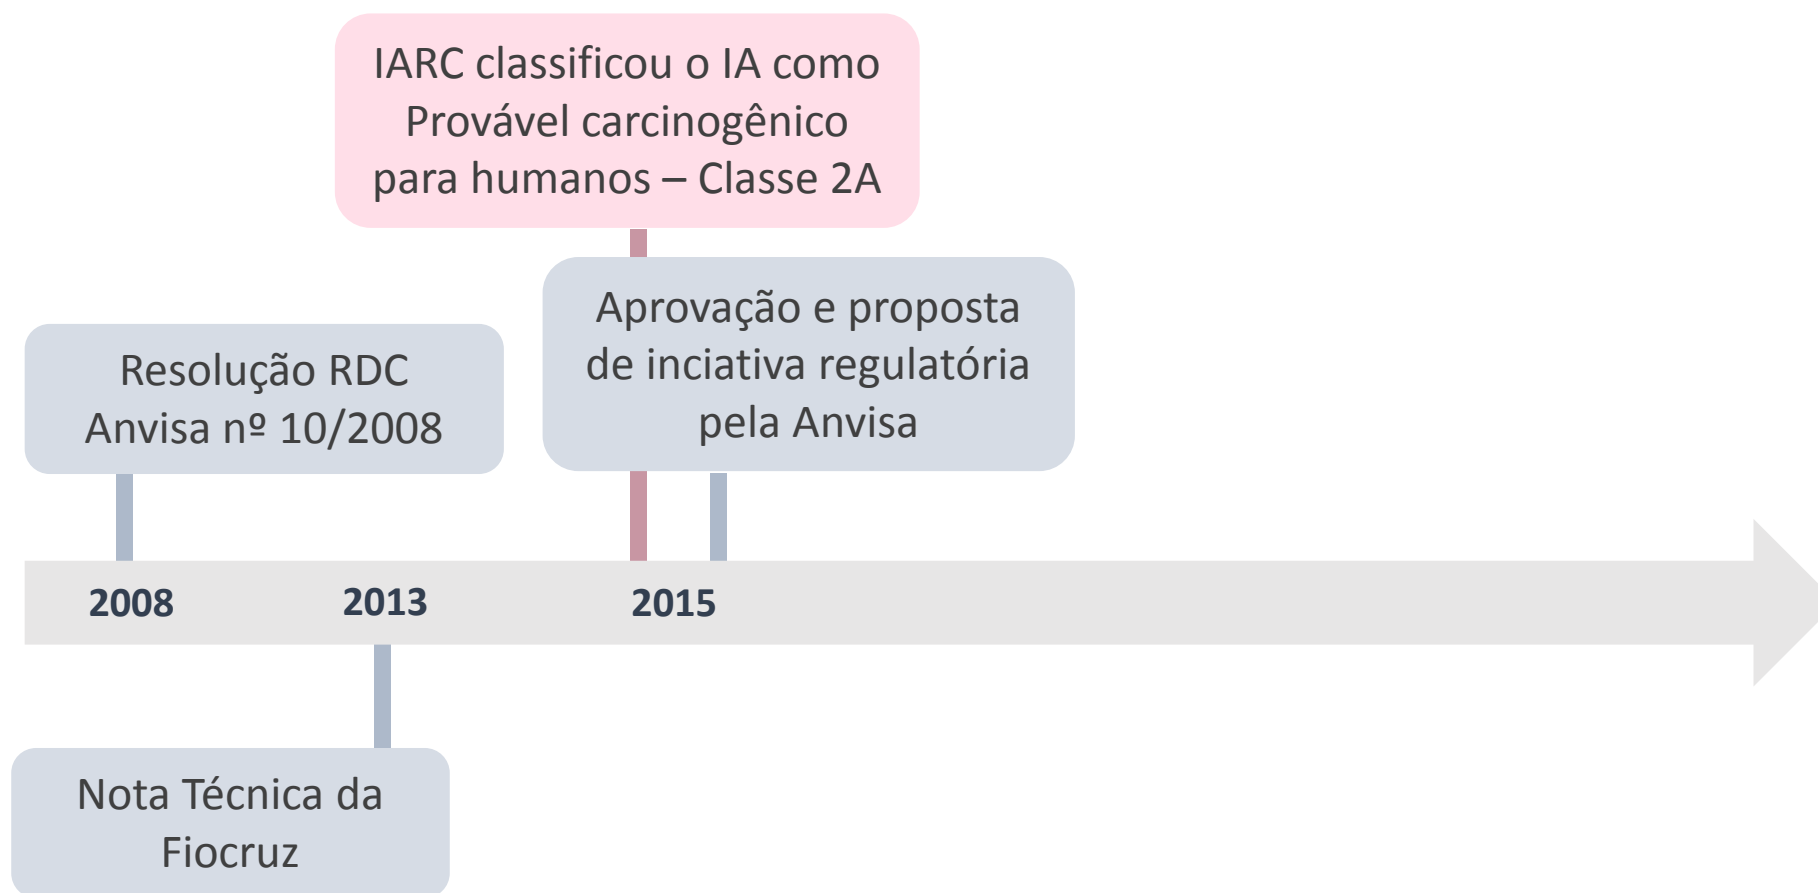 IARC classificou o IA como
Provável carcinogênico
para humanos – Classe 2A
Aprovação e proposta
de inciativa regulatória
pela Anvisa
Resolução RDC
Anvisa nº 10/2008
2008
2013
2015
Nota Técnica da
Fiocruz